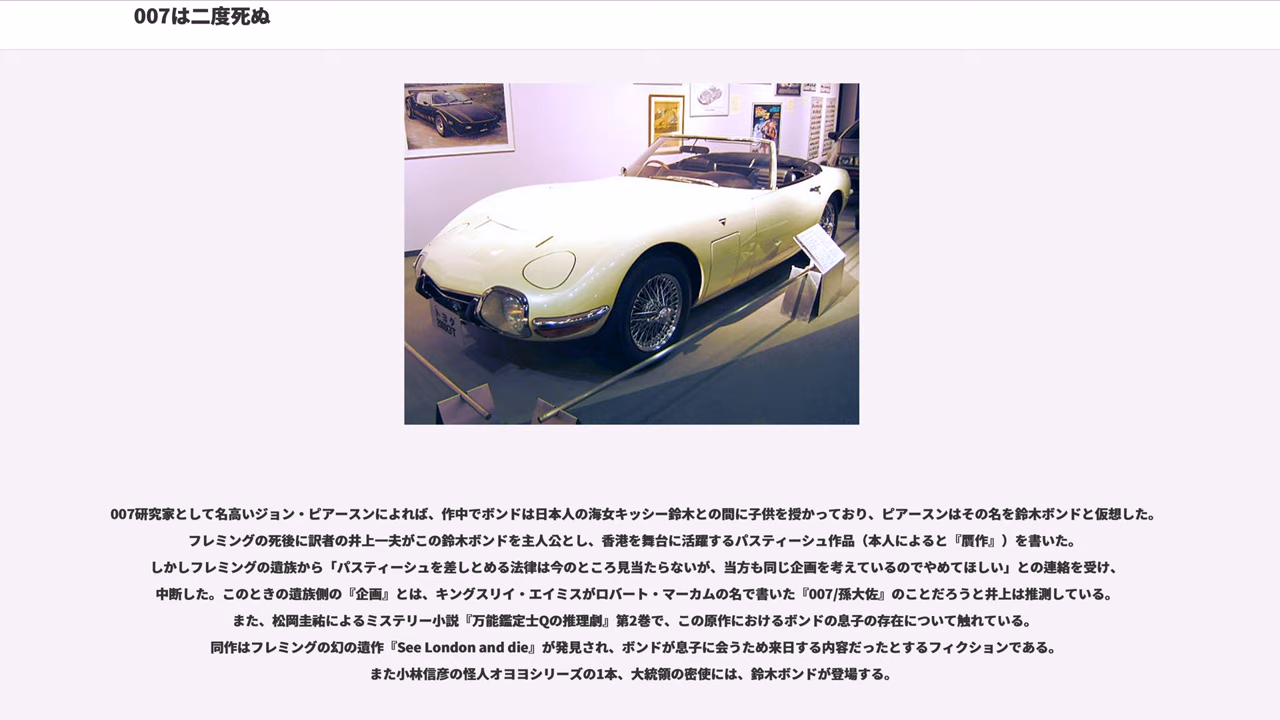 007は二度死ぬ
トヨタ
2000GT
007研究家として名高いジョン・ピアースンによれば、作中でボンドは日本人の海女キッシー鈴木との間に子供を授かっており、ピアースンはその名を鈴木ボンドと仮想した。
フレミングの死後に訳者の井上一夫がこの鈴木ボンドを主人公とし、香港を舞台に活躍するパスティーシュ作品（本人によると『贋作』）を書いた。
しかしフレミングの遺族から「パスティーシュを差しとめる法律は今のところ見当たらないが、当方も同じ企画を考えているのでやめてほしい」との連絡を受け、
中断した。このときの遺族側の『企画』とは、キングスリイ・エイミスがロバート・マーカムの名で書いた『007/孫大佐』のことだろうと井上は推測している。
また、松岡圭祐によるミステリー小説『万能鑑定士Qの推理劇』第2巻で、この原作におけるボンドの息子の存在について触れている。
同作はフレミングの幻の遺作『See London and die』が発見され、ボンドが息子に会うため来日する内容だったとするフィクションである。
また小林信彦の怪人オヨヨシリーズの1本、大統領の密使には、鈴木ボンドが登場する。